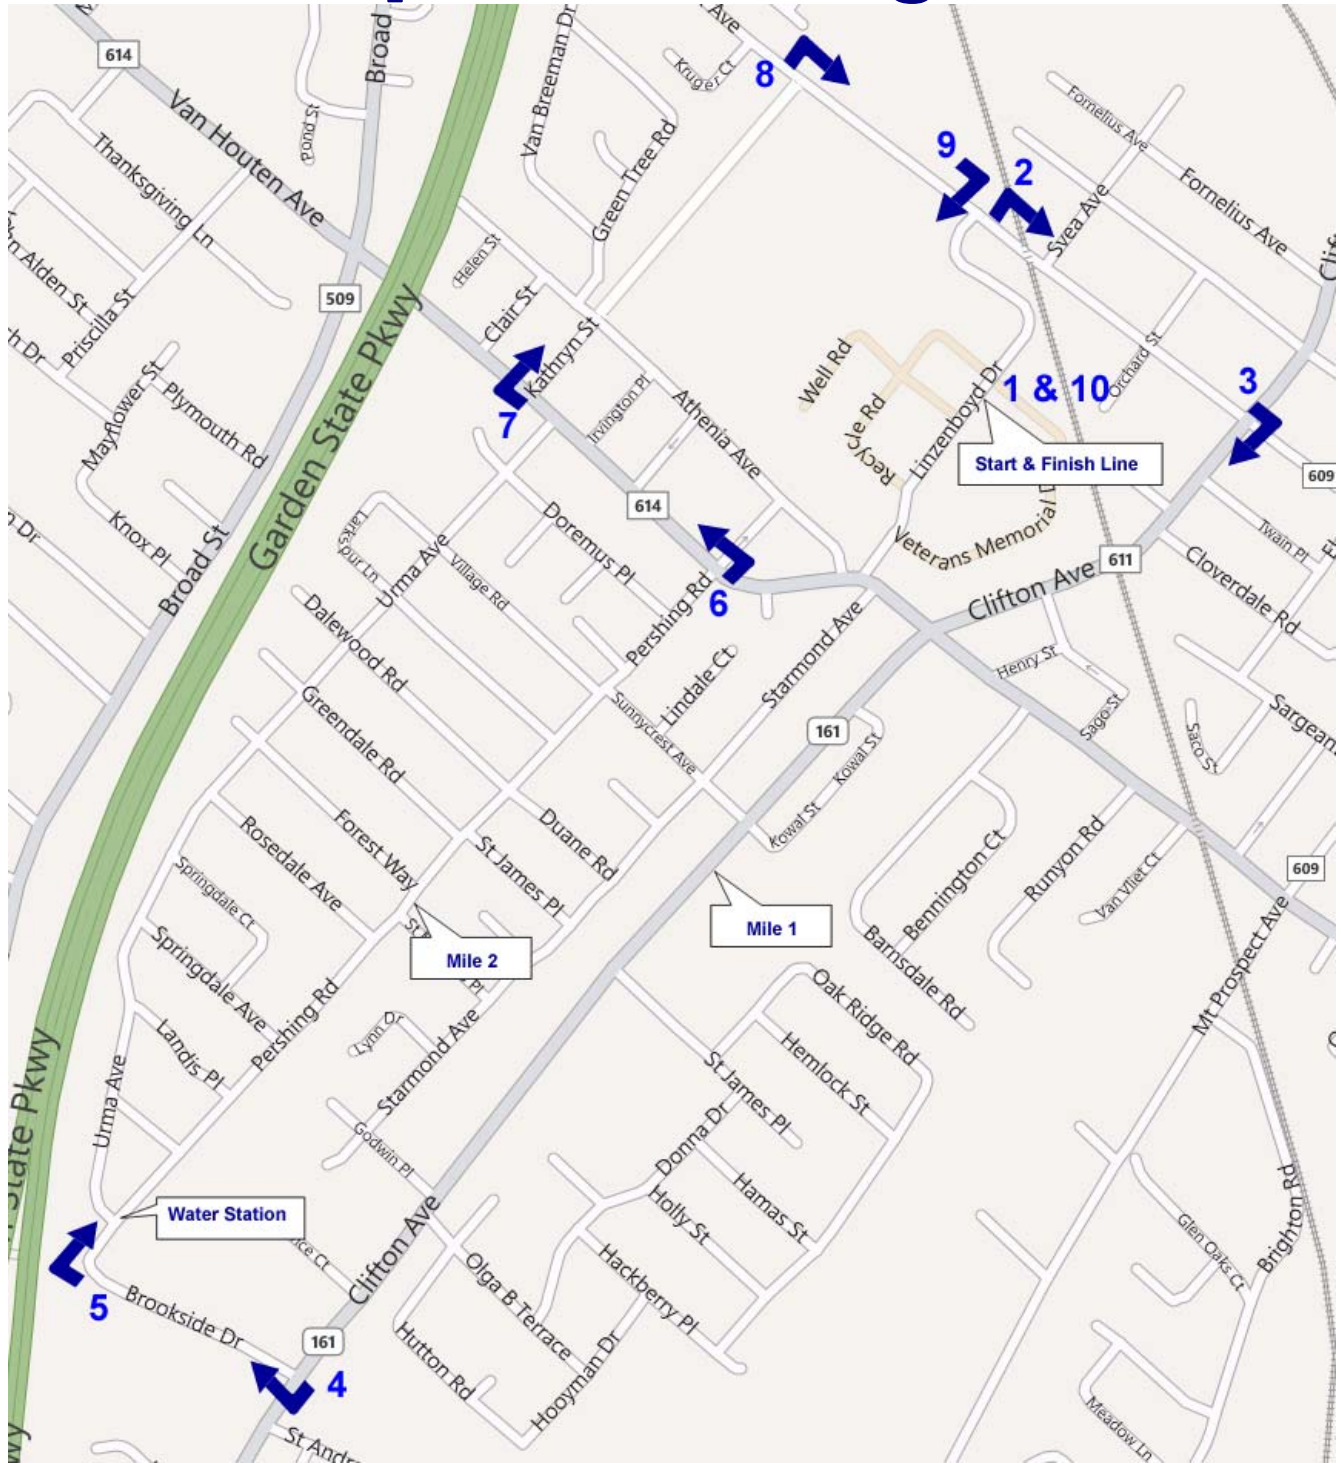 Ave
Broad
614
8
Kruger Ct
Van Breeman Dr
Fornelius Ave
Pond St
Van Houten Ave
Green Tree Rd
9
2
Thanksgiving Ln
Fornelius Ave
Svea Ave
Helen St
Alden St
509
Clair St
Priscilla St
Garden State Pkwy
Kathryn St
Orchard St
Well Rd
3
1 & 10
Mayflower St
7
Irvington Pl
Athenia Ave
Plymouth Rd
Recycle Rd
Linzenboyd Dr
Start & Finish Line
609
614
Knox Pl
Broad St
Larkspur Ln
Urma Ave
Village Rd
Doremus Pl
Veterans Memorial D
Twain Pl
Cloverdale Rd
611
Clifton Ave
6
Dalewood Rd
Pershing Rd
Lindale Ct
Starmond Ave
Henry St
Sago St
Greendale Rd
Sunnycrest Ave
161
Kowal St
Saco St
Sargean
Kowal St
Forest Way
Rosedale Ave
St James Pl
Duane Rd
Springdale Ct
Bennington Ct
Runyon Rd
Van Vliet Ct
609
Mile 1
Mile 2
Barnsdale Rd
Mt Prospect Ave
Springdale Ave
Pershing Rd
Oak Ridge Rd
Landis Pl
Lynn Dr
Starmond Ave
Hemlock St
State Pkwy
Urma Ave
St James Pl
Godwin Pl
Donna Dr
Hamas St
Holly St
Water Station
Clifton Ave
Glen Oaks Ct
Brighton Rd
Olga B Terrace
Hackberry Pl
5
Brookside Dr
161
Hutton Rd
Hooyman Dr
4
St Andr
Meadow Ln